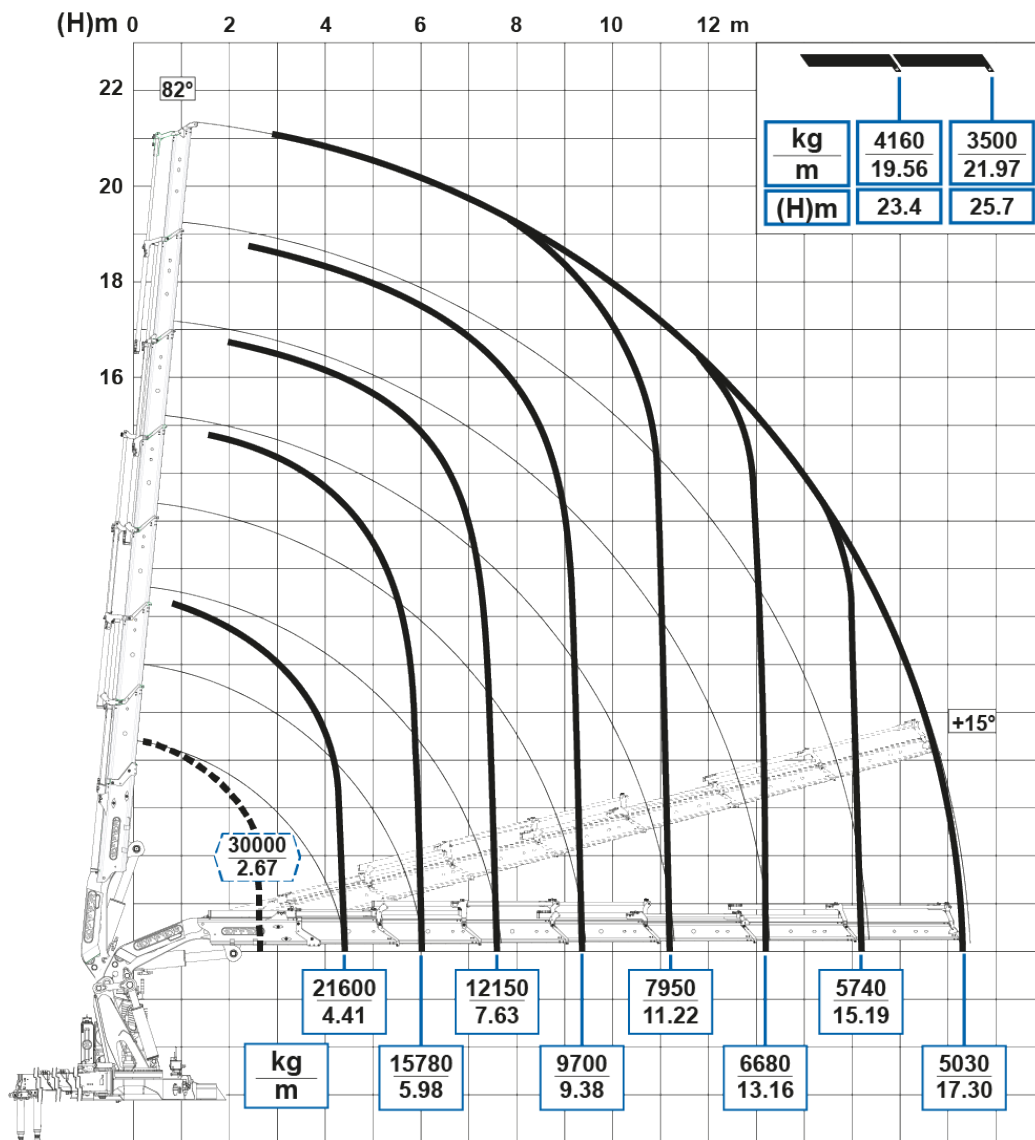 (H)m 0 2 4 6 8 10 12 m
22
82°
kg 4160 3500
m 19.56 21.97
(H)m 23.4 25.7
20
18
16
+15°
30000
2.67
21600 12150 7950 5740
4.41 7.63 11.22 15.19
kg 15780 9700 6680 5030
m 5.98 9.38 13.16 17.30